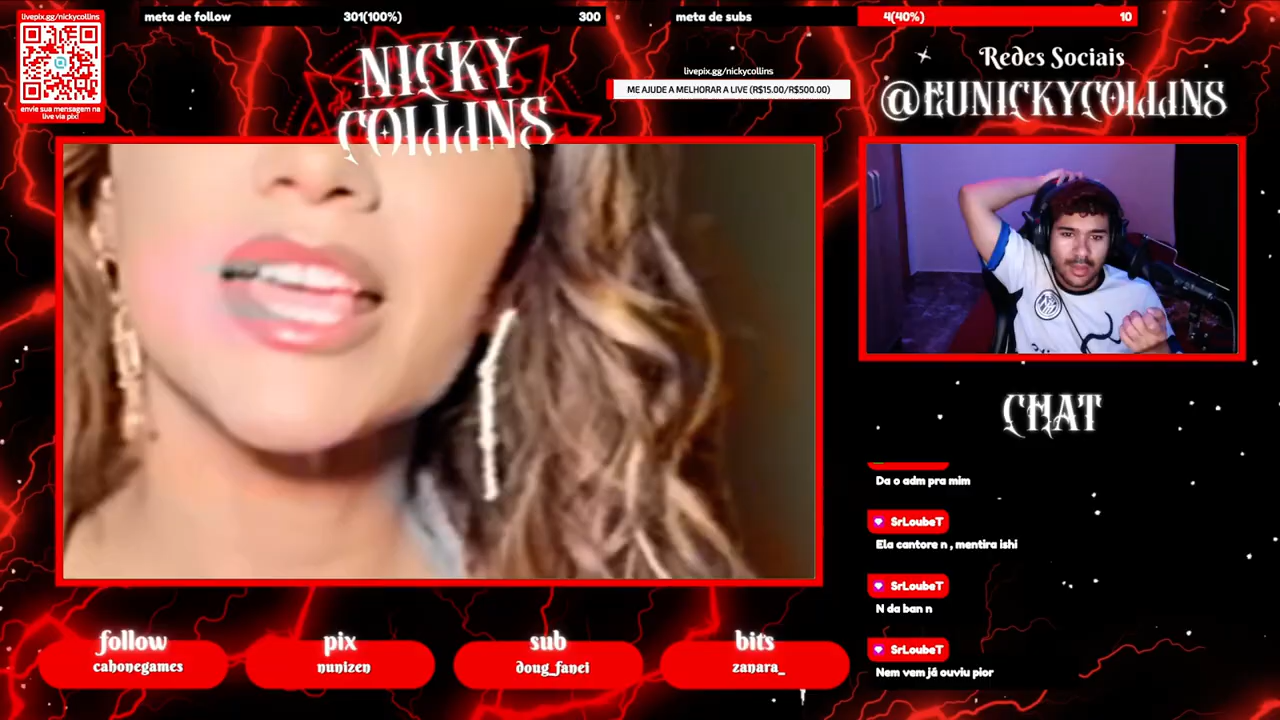 livepix.gg/nickycollins
envie sua mensagem na
live via pix!
meta de follow 301(100%) 300
meta de subs 4(40%) 10
NICKY
COLLINS
livepix.gg/nickycollins
ME AJUDE A MELHORAR A LIVE (R$15.00/R$500.00)
Redes Sociais
@EUNICKYCOLLINS
CHAT
Da o adm pra mim
SrLoubeT
Ela cantore n , mentira ishi
SrLoubeT
N da ban n
SrLoubeT
Nem vem já ouviu pior
follow
cahonegames
pix
nunizen
sub
doug_fanei
bits
zanara_